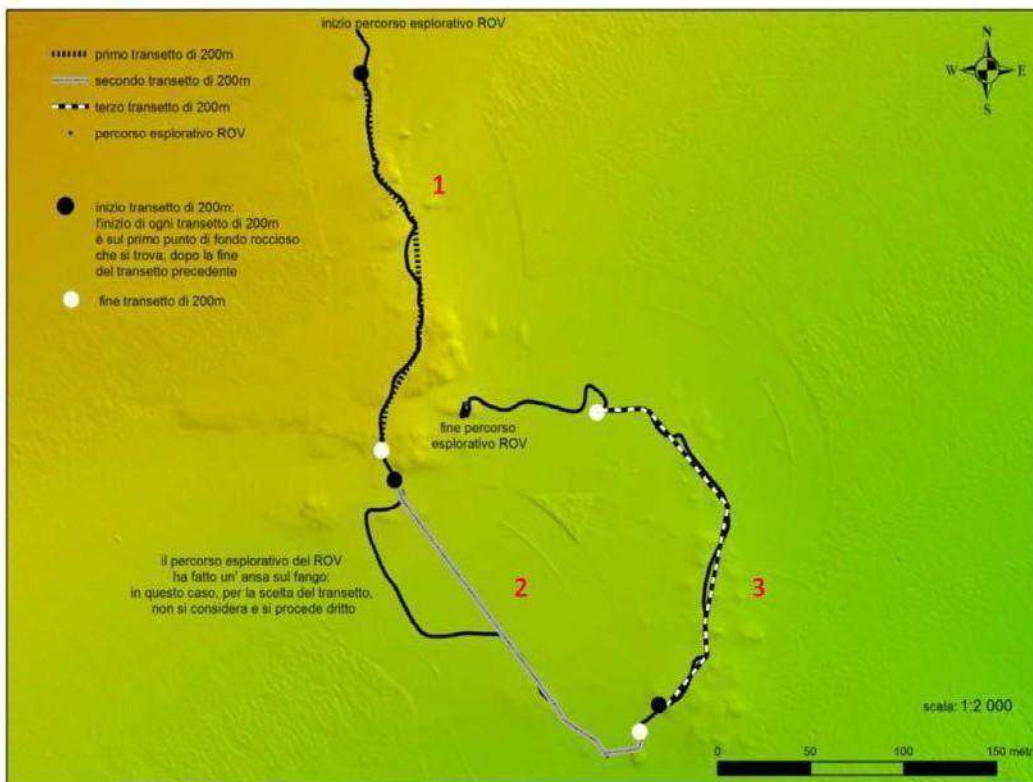 inizio percorso esplorativo ROV
primo transetto di 200m
secondo transetto di 200m
terzo transetto di 200m
percorso esplorativo ROV
inizio transetto di 200m:
l'inizio di ogni transetto di 200m
è sul primo punto di fondo roccioso
che si trova, dopo la fine
del transetto precedente
fine transetto di 200m
N
W E
S
1
fine percorso
esplorativo ROV
il percorso esplorativo del ROV
ha fatto un' ansa sul fango:
in questo caso, per la scelta del transetto,
non si considera e si procede dritto
2
3
scala: 1:2 000
0 50 100 150 metri